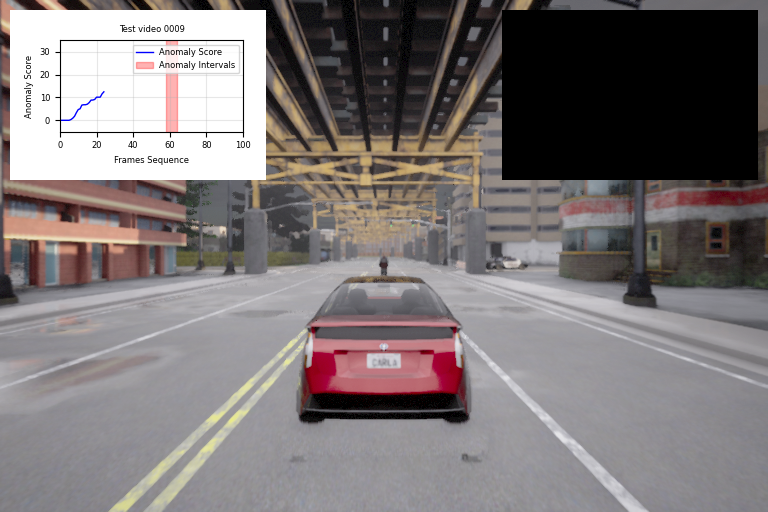 Test video 0009
Anomaly Score
30
20
10
0
Anomaly Score
Anomaly Intervals
0 20 40 60 80 100
Frames Sequence
CARLA